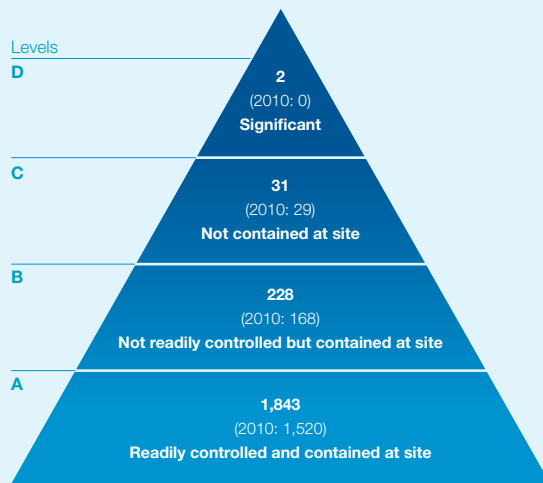 Levels
D
2
(2010: 0)
Significant
C
31
(2010: 29)
Not contained at site
B
228
(2010: 168)
Not readily controlled but contained at site
A
1,843
(2010: 1,520)
Readily controlled and contained at site